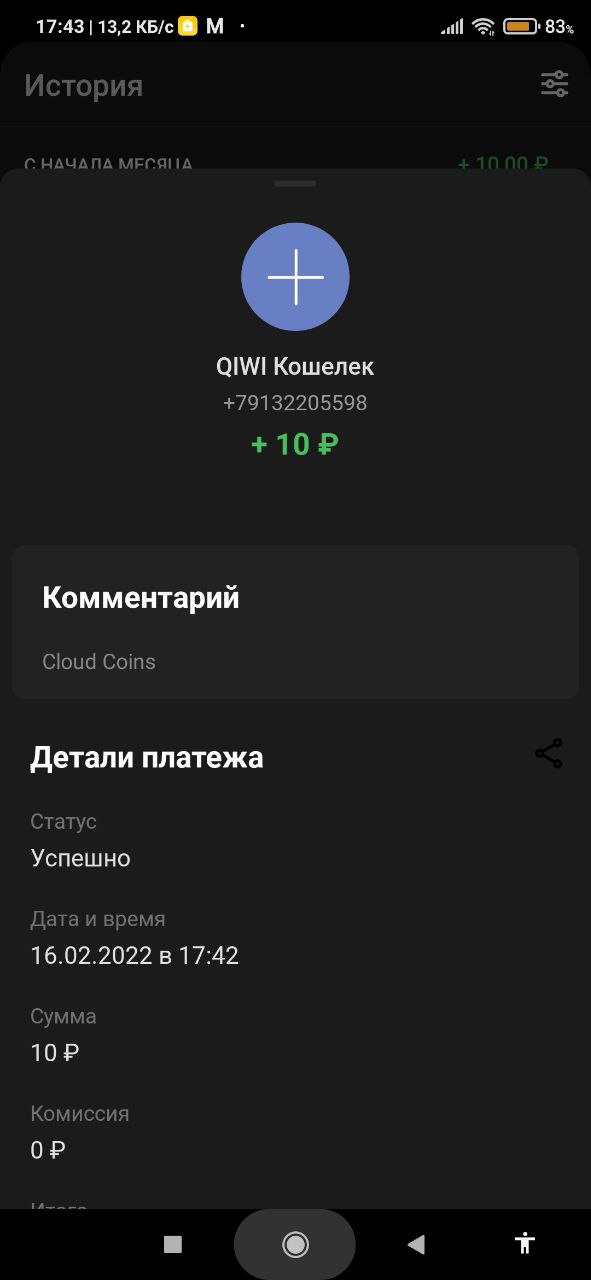 17:43 | 13,2 КБ/с M · 83%
История
С НАЧАЛА МЕСЯЦА + 10,00 ₽
QIWI Кошелек
+79132205598
+ 10 ₽
Комментарий
Cloud Coins
Детали платежа
Статус
Успешно
Дата и время
16.02.2022 в 17:42
Сумма
10 ₽
Комиссия
0 ₽